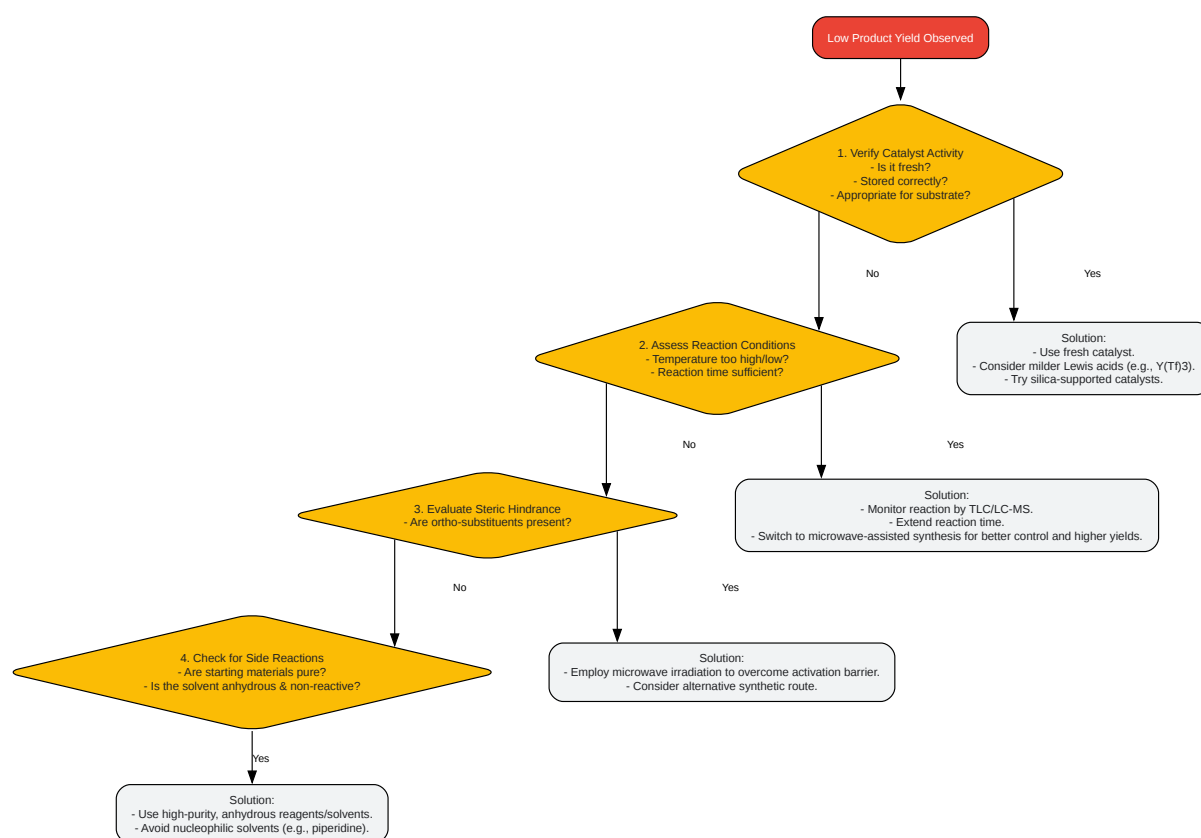 Low Product Yield Observed
1. Verify Catalyst Activity
- Is it fresh?
- Stored correctly?
- Appropriate for substrate?
No
Yes
2. Assess Reaction Conditions
- Temperature too high/low?
- Reaction time sufficient?
Solution:
- Use fresh catalyst.
- Consider milder Lewis acids (e.g., Y(Tf)3).
- Try silica-supported catalysts.
No
Yes
3. Evaluate Steric Hindrance
- Are ortho-substituents present?
Solution:
- Monitor reaction by TLC/LC-MS.
- Extend reaction time.
- Switch to microwave-assisted synthesis for better control and higher yields.
No
Yes
4. Check for Side Reactions
- Are starting materials pure?
- Is the solvent anhydrous & non-reactive?
Solution:
- Employ microwave irradiation to overcome activation barrier.
- Consider alternative synthetic route.
Yes
Solution:
- Use high-purity, anhydrous reagents/solvents.
- Avoid nucleophilic solvents (e.g., piperidine).